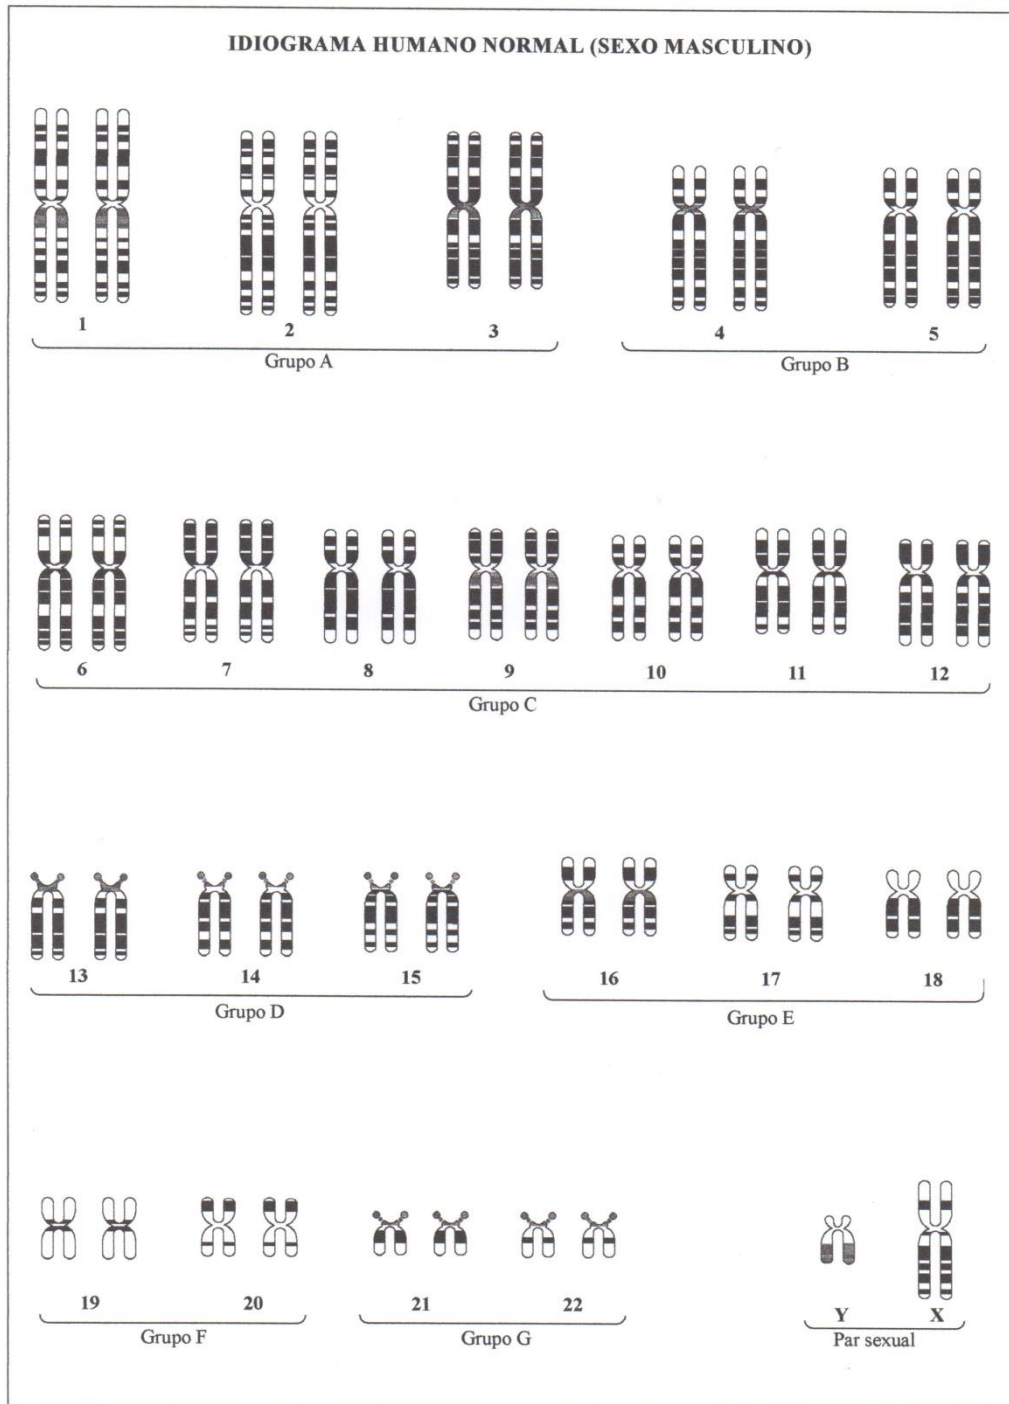 IDIOGRAMA HUMANO NORMAL (SEXO MASCULINO)
1 2 3 4 5
Grupo A Grupo B
6 7 8 9 10 11 12
Grupo C
13 14 15 16 17 18
Grupo D Grupo E
19 20 21 22 Y X
Grupo F Grupo G Par sexual